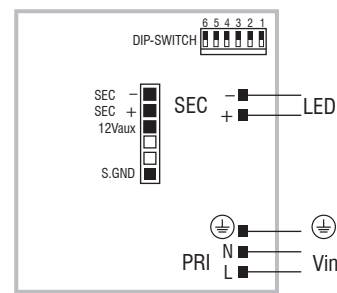 6 5 4 3 2 1
DIP-SWITCH
SEC –
SEC +
12Vaux
S.GND
SEC – LED
+
N
PRI Vin
L